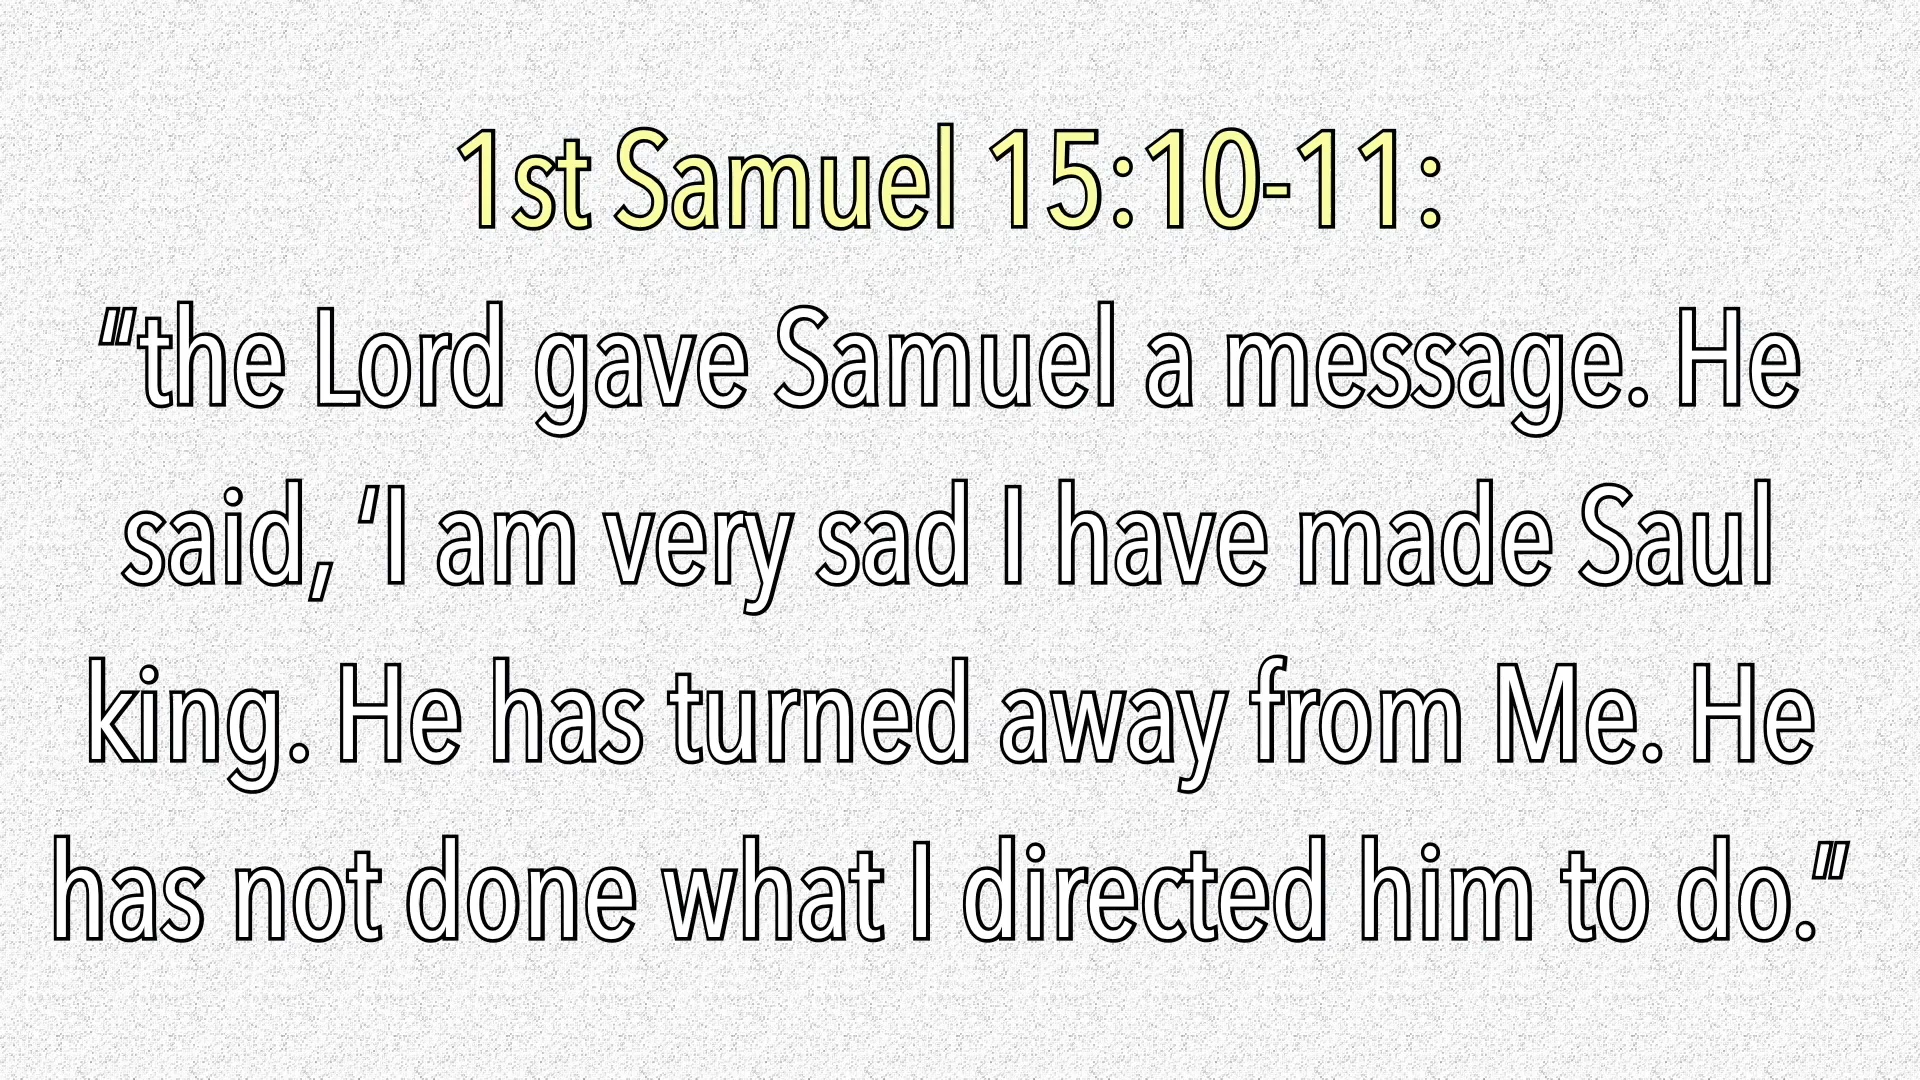 1st Samuel 15:10-11:
“the Lord gave Samuel a message. He
said, ‘I am very sad I have made Saul
king. He has turned away from Me. He
has not done what I directed him to do.”